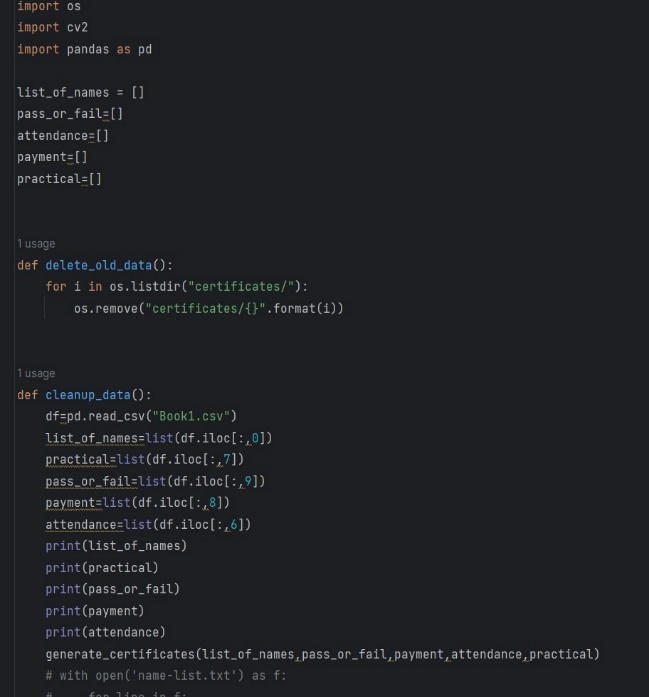 import os
import cv2
import pandas as pd
list_of_names = []
pass_or_fail=[]
attendance=[]
payment=[]
practical=[]
1 usage
def delete_old_data():
    for i in os.listdir("certificates/"):
        os.remove("certificates/{}".format(i))
1 usage
def cleanup_data():
    df=pd.read_csv("Book1.csv")
    list_of_names=list(df.iloc[:,0])
    practical=list(df.iloc[:,7])
    pass_or_fail=list(df.iloc[:,9])
    payment=list(df.iloc[:,8])
    attendance=list(df.iloc[:,6])
    print(list_of_names)
    print(practical)
    print(pass_or_fail)
    print(payment)
    print(attendance)
    generate_certificates(list_of_names,pass_or_fail,payment,attendance,practical)
    # with open('name-list.txt') as f:
    #     for line in f: